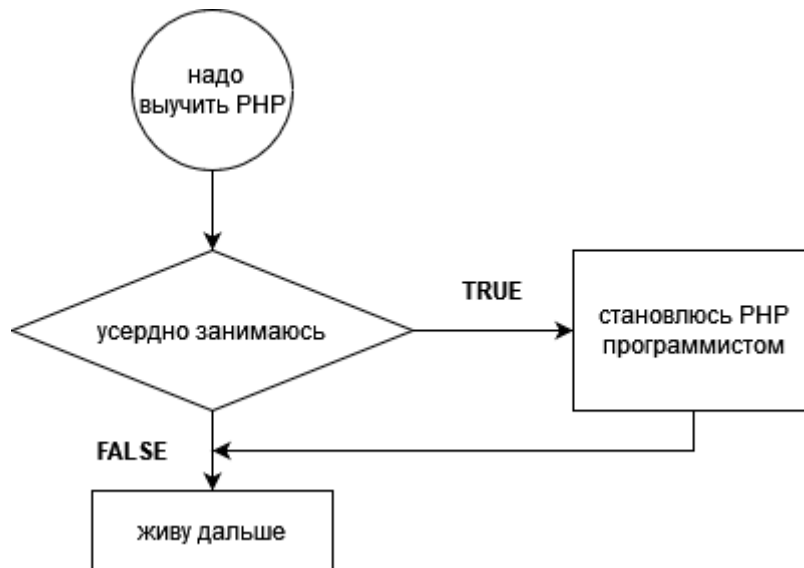 надо
выучить PHP
TRUE
усердно занимаюсь
становлюсь PHP
программистом
FALSE
живу дальше